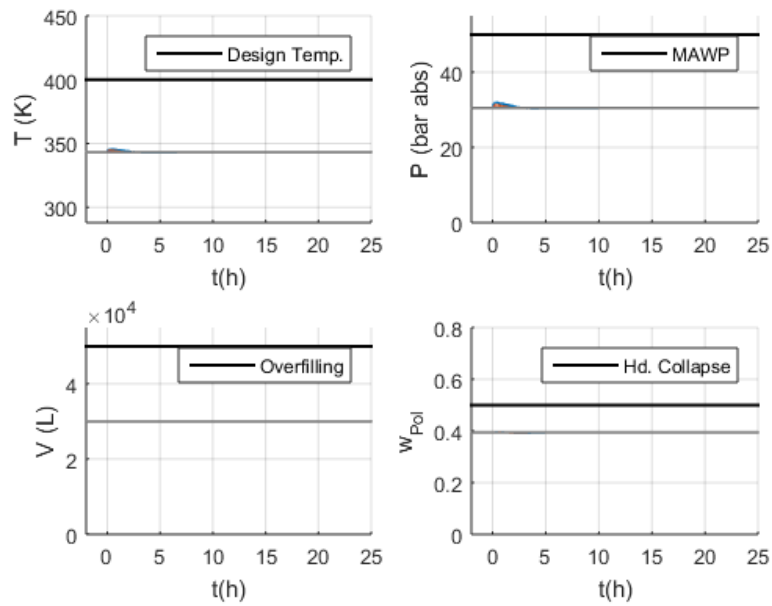 450
400
350
300
T (K)
Design Temp.
0 5 10 15 20 25
t(h)
40
20
0
P (bar abs)
MAWP
0 5 10 15 20 25
t(h)
×10⁴
4
2
0
V (L)
Overfilling
0 5 10 15 20 25
t(h)
0.8
0.6
0.4
0.2
0
w_Pol
Hd. Collapse
0 5 10 15 20 25
t(h)